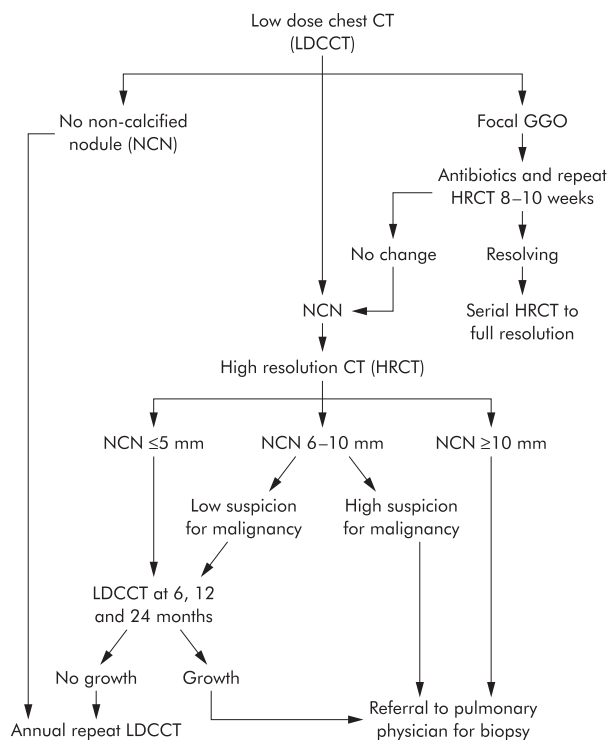 Low dose chest CT
(LDCCT)
No non-calcified
nodule (NCN)
Focal GGO
Antibiotics and repeat
HRCT 8–10 weeks
No change
Resolving
NCN
Serial HRCT to
full resolution
High resolution CT (HRCT)
NCN ≤5 mm
NCN 6–10 mm
NCN ≥10 mm
Low suspicion
for malignancy
High suspicion
for malignancy
LDCCT at 6, 12
and 24 months
No growth
Growth
Annual repeat LDCCT
Referral to pulmonary
physician for biopsy